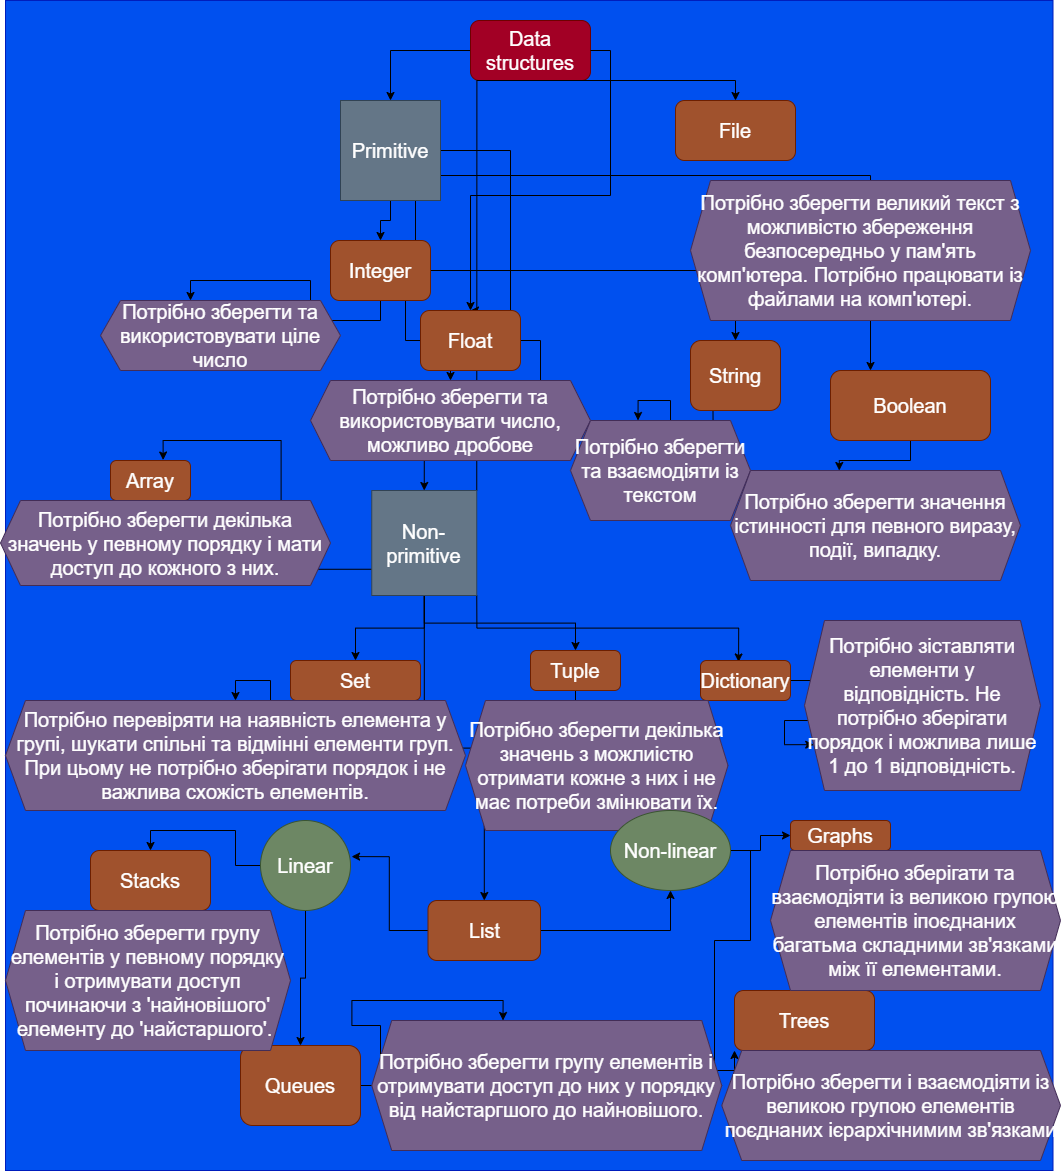 Data
structures
Primitive
File
Потрібно зберегти великий текст з
можливістю збереження
безпосередньо у пам'ять
комп'ютера. Потрібно працювати із
файлами на комп'ютері.
Integer
Потрібно зберегти та
використовувати ціле
число
Float
String
Boolean
Потрібно зберегти та
використовувати число,
можливо дробове
Потрібно зберегти
та взаємодіяти із
текстом
Array
Потрібно зберегти декілька
значень у певному порядку і мати
доступ до кожного з них.
Non-
primitive
Потрібно зберегти значення
істинності для певного виразу,
події, випадку.
Set
Tuple
Dictionary
Потрібно зіставляти
елементи у
відповідність. Не
потрібно зберігати
порядок і можлива лише
1 до 1 відповідність.
Потрібно перевіряти на наявність елемента у
групі, шукати спільні та відмінні елементи груп.
При цьому не потрібно зберігати порядок і не
важлива схожість елементів.
Потрібно зберегти декілька
значень з можлиістю
отримати кожне з них і не
має потреби змінювати їх.
Stacks
Linear
List
Non-linear
Graphs
Потрібно зберігати та
взаємодіяти із великою групою
елементів іпоєднаних
багатьма складними зв'язками
між її елементами.
Потрібно зберегти групу
елементів у певному порядку
і отримувати доступ
починаючи з 'найновішого'
елементу до 'найстаршого'.
Trees
Queues
Потрібно зберегти групу елементів і
отримувати доступ до них у порядку
від найстаргшого до найновішого.
Потрібно зберегти і взаємодіяти із
великою групою елементів
поєднаних ієрархічнимим зв'язками